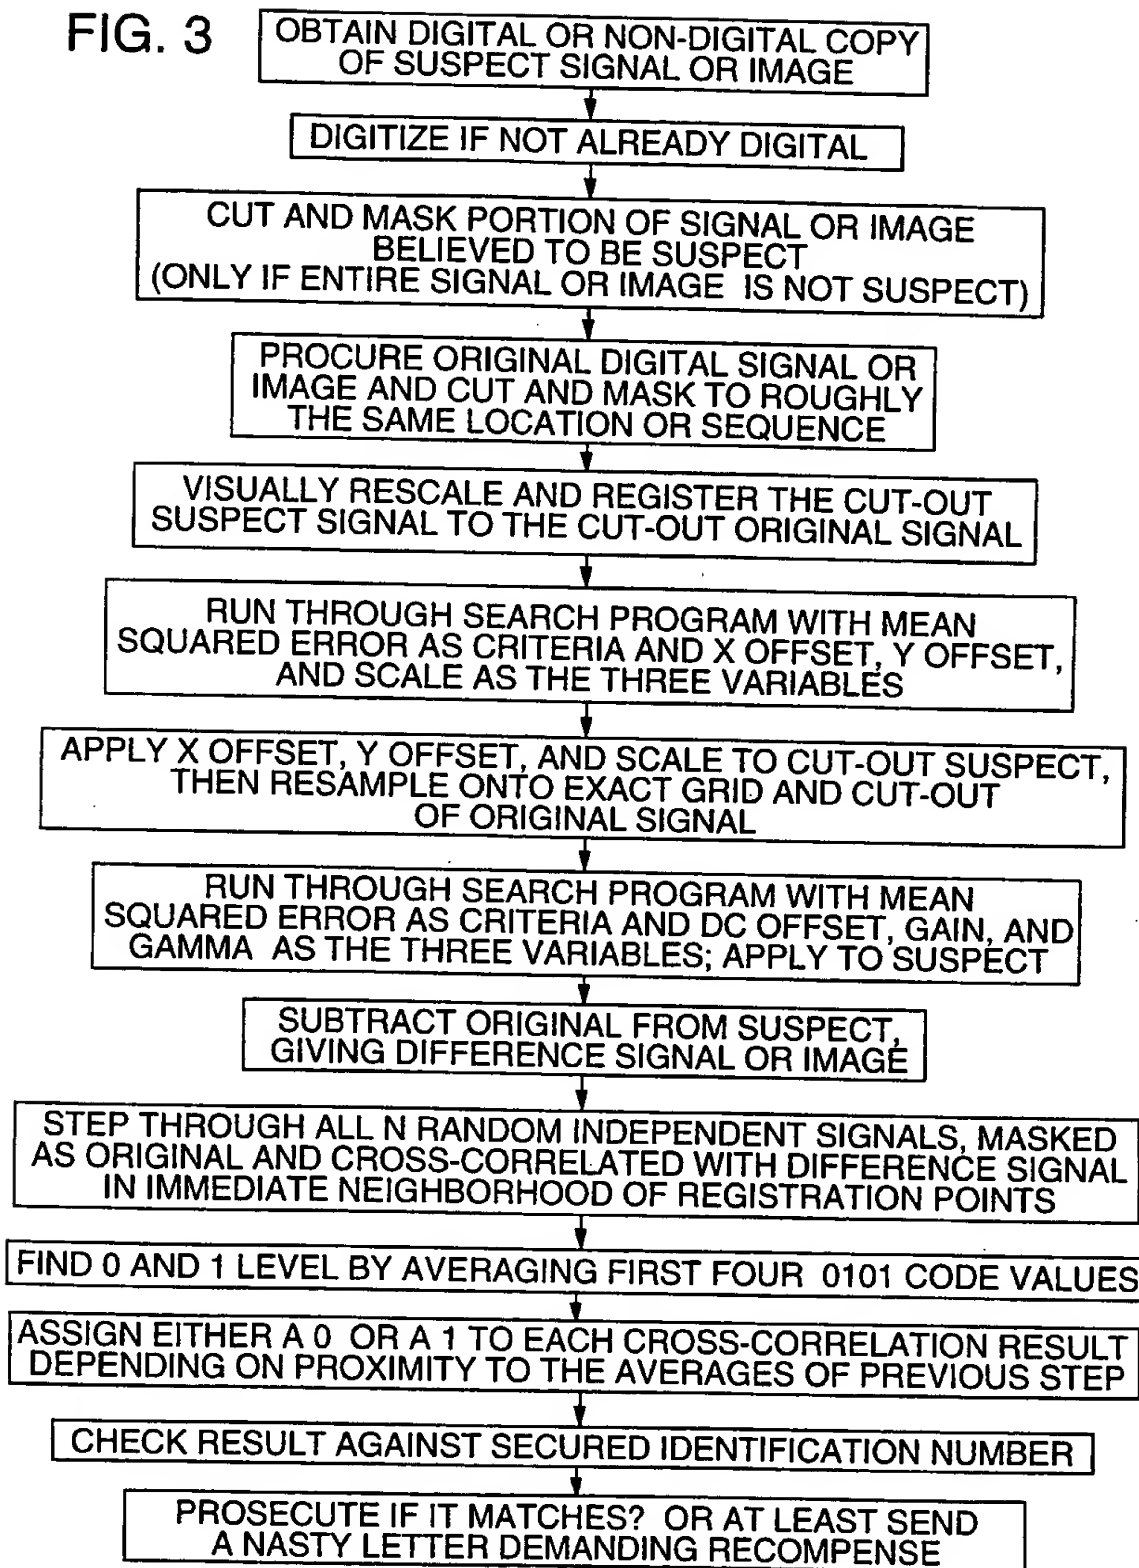 FIG. 3
OBTAIN DIGITAL OR NON-DIGITAL COPY
OF SUSPECT SIGNAL OR IMAGE
DIGITIZE IF NOT ALREADY DIGITAL
CUT AND MASK PORTION OF SIGNAL OR IMAGE
BELIEVED TO BE SUSPECT
(ONLY IF ENTIRE SIGNAL OR IMAGE IS NOT SUSPECT)
PROCURE ORIGINAL DIGITAL SIGNAL OR
IMAGE AND CUT AND MASK TO ROUGHLY
THE SAME LOCATION OR SEQUENCE
VISUALLY RESCALE AND REGISTER THE CUT-OUT
SUSPECT SIGNAL TO THE CUT-OUT ORIGINAL SIGNAL
RUN THROUGH SEARCH PROGRAM WITH MEAN
SQUARED ERROR AS CRITERIA AND X OFFSET, Y OFFSET,
AND SCALE AS THE THREE VARIABLES
APPLY X OFFSET, Y OFFSET, AND SCALE TO CUT-OUT SUSPECT,
THEN RESAMPLE ONTO EXACT GRID AND CUT-OUT
OF ORIGINAL SIGNAL
RUN THROUGH SEARCH PROGRAM WITH MEAN
SQUARED ERROR AS CRITERIA AND DC OFFSET, GAIN, AND
GAMMA AS THE THREE VARIABLES; APPLY TO SUSPECT
SUBTRACT ORIGINAL FROM SUSPECT,
GIVING DIFFERENCE SIGNAL OR IMAGE
STEP THROUGH ALL N RANDOM INDEPENDENT SIGNALS, MASKED
AS ORIGINAL AND CROSS-CORRELATED WITH DIFFERENCE SIGNAL
IN IMMEDIATE NEIGHBORHOOD OF REGISTRATION POINTS
FIND 0 AND 1 LEVEL BY AVERAGING FIRST FOUR 0101 CODE VALUES
ASSIGN EITHER A 0 OR A 1 TO EACH CROSS-CORRELATION RESULT
DEPENDING ON PROXIMITY TO THE AVERAGES OF PREVIOUS STEP
CHECK RESULT AGAINST SECURED IDENTIFICATION NUMBER
PROSECUTE IF IT MATCHES? OR AT LEAST SEND
A NASTY LETTER DEMANDING RECOMPENSE